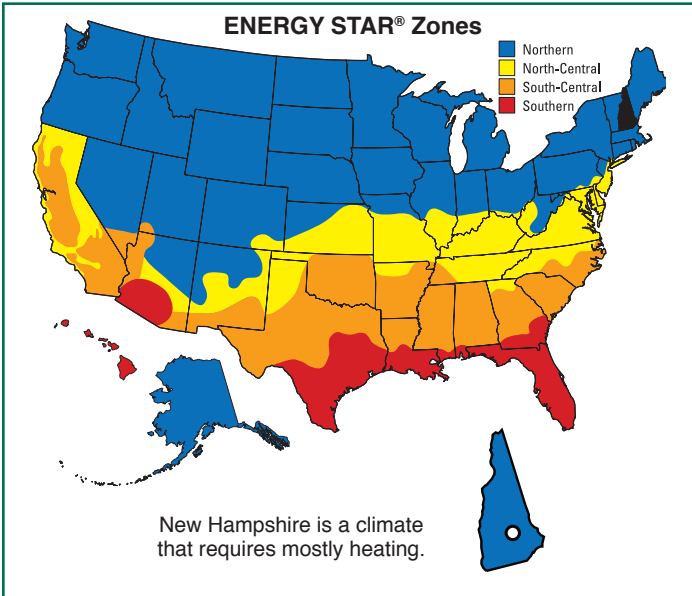 ENERGY STAR® Zones
Northern
North-Central
South-Central
Southern
New Hampshire is a climate
that requires mostly heating.